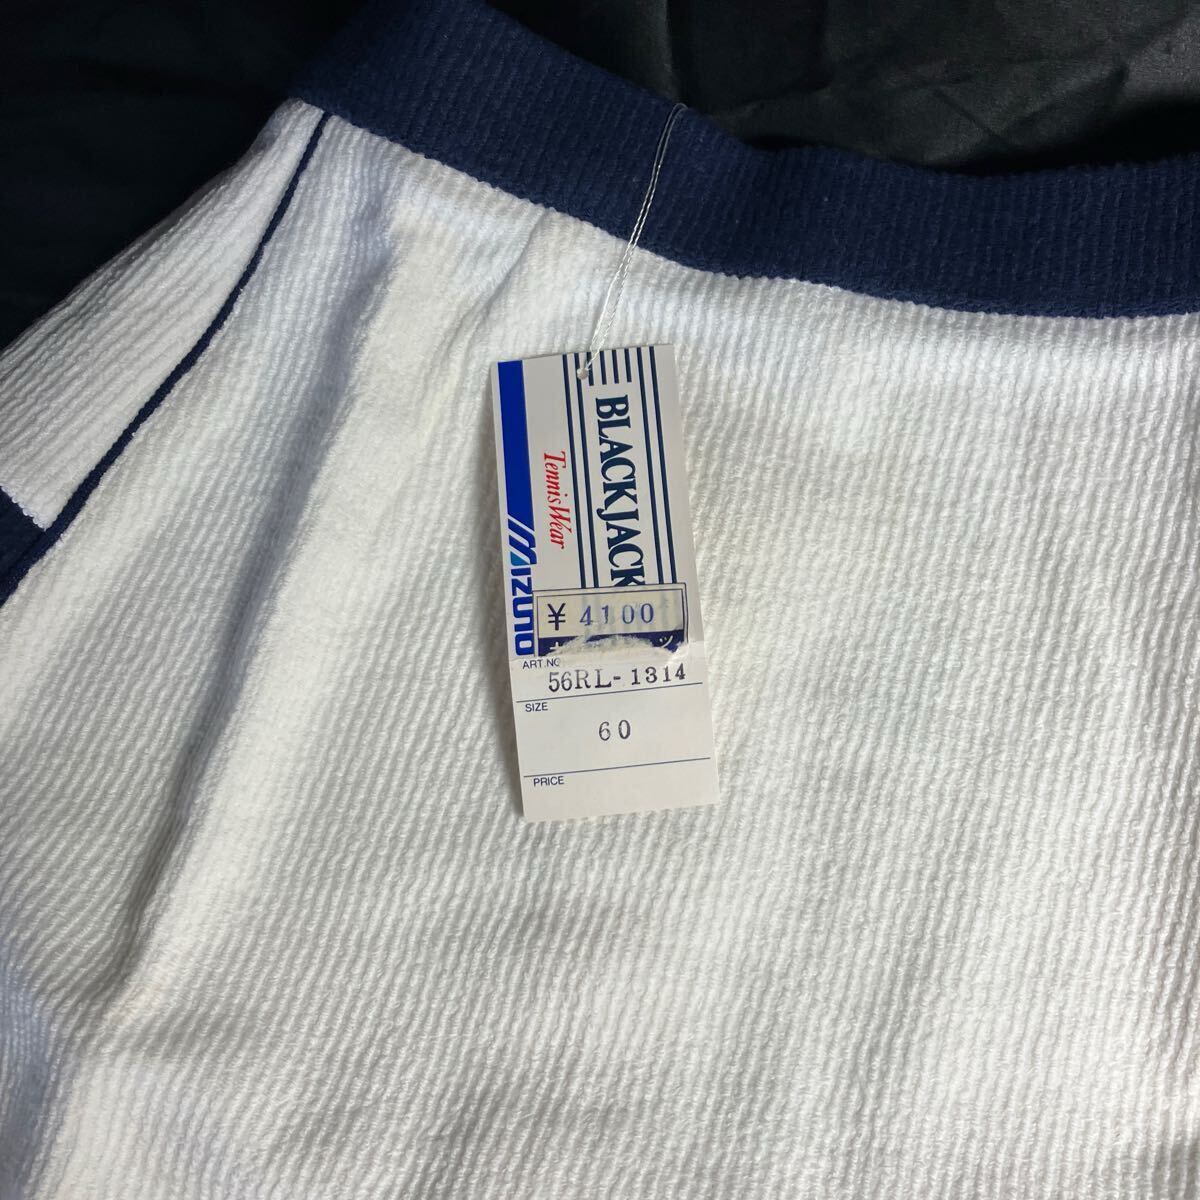 BLACKJACK
Tennis Wear
MIZUNO
¥ 4100
ART.NO
56RL-1314
SIZE
60
PRICE